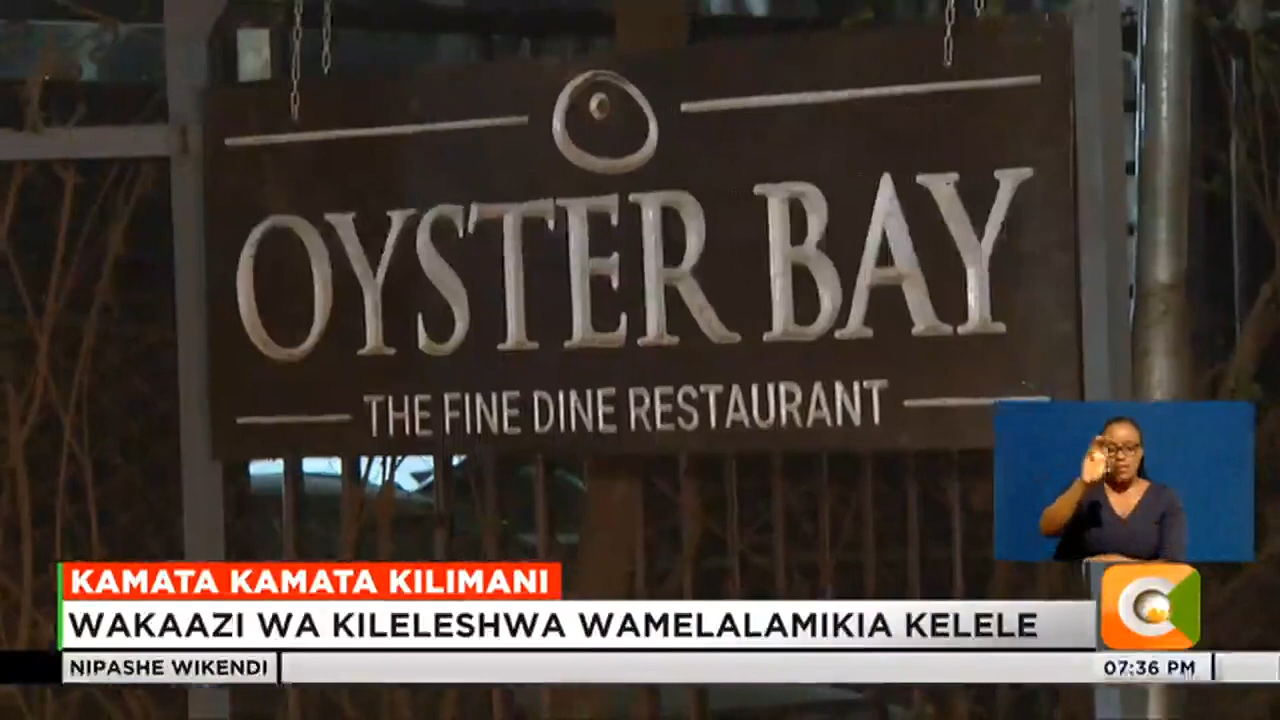 OYSTER BAY
THE FINE DINE RESTAURANT
KAMATA KAMATA KILIMANI
WAKAAZI WA KILELESHWA WAMELALAMIKIA KELELE
NIPASHE WIKENDI
07:36 PM